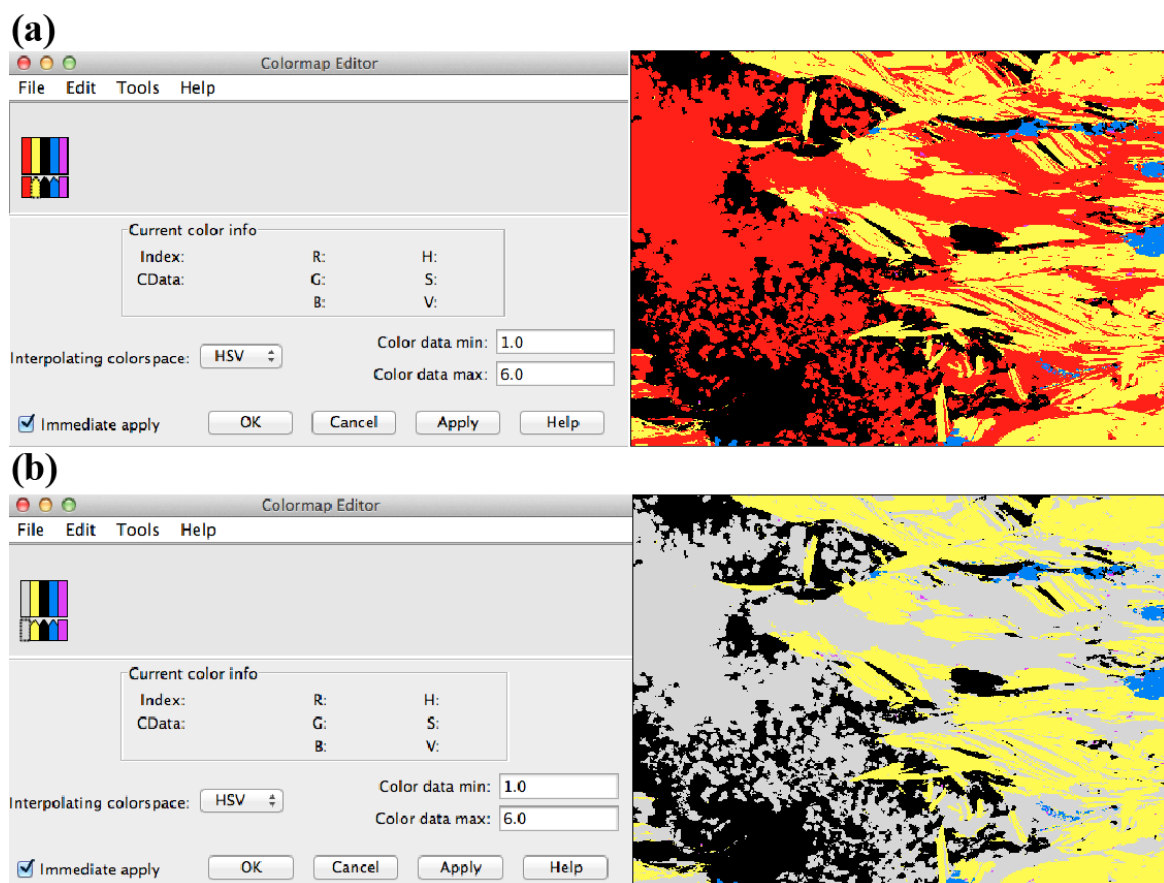 (a)
Colormap Editor
File Edit Tools Help
Current color info
Index: R: H:
CData: G: S:
B: V:
Interpolating colorspace: HSV
Color data min: 1.0
Color data max: 6.0
Immediate apply OK Cancel Apply Help
(b)
Colormap Editor
File Edit Tools Help
Current color info
Index: R: H:
CData: G: S:
B: V:
Interpolating colorspace: HSV
Color data min: 1.0
Color data max: 6.0
Immediate apply OK Cancel Apply Help